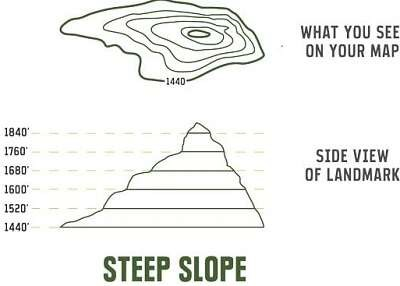 WHAT YOU SEE
ON YOUR MAP
1440
1840'
1760'
1680'
1600'
1520'
1440'
SIDE VIEW
OF LANDMARK
STEEP SLOPE